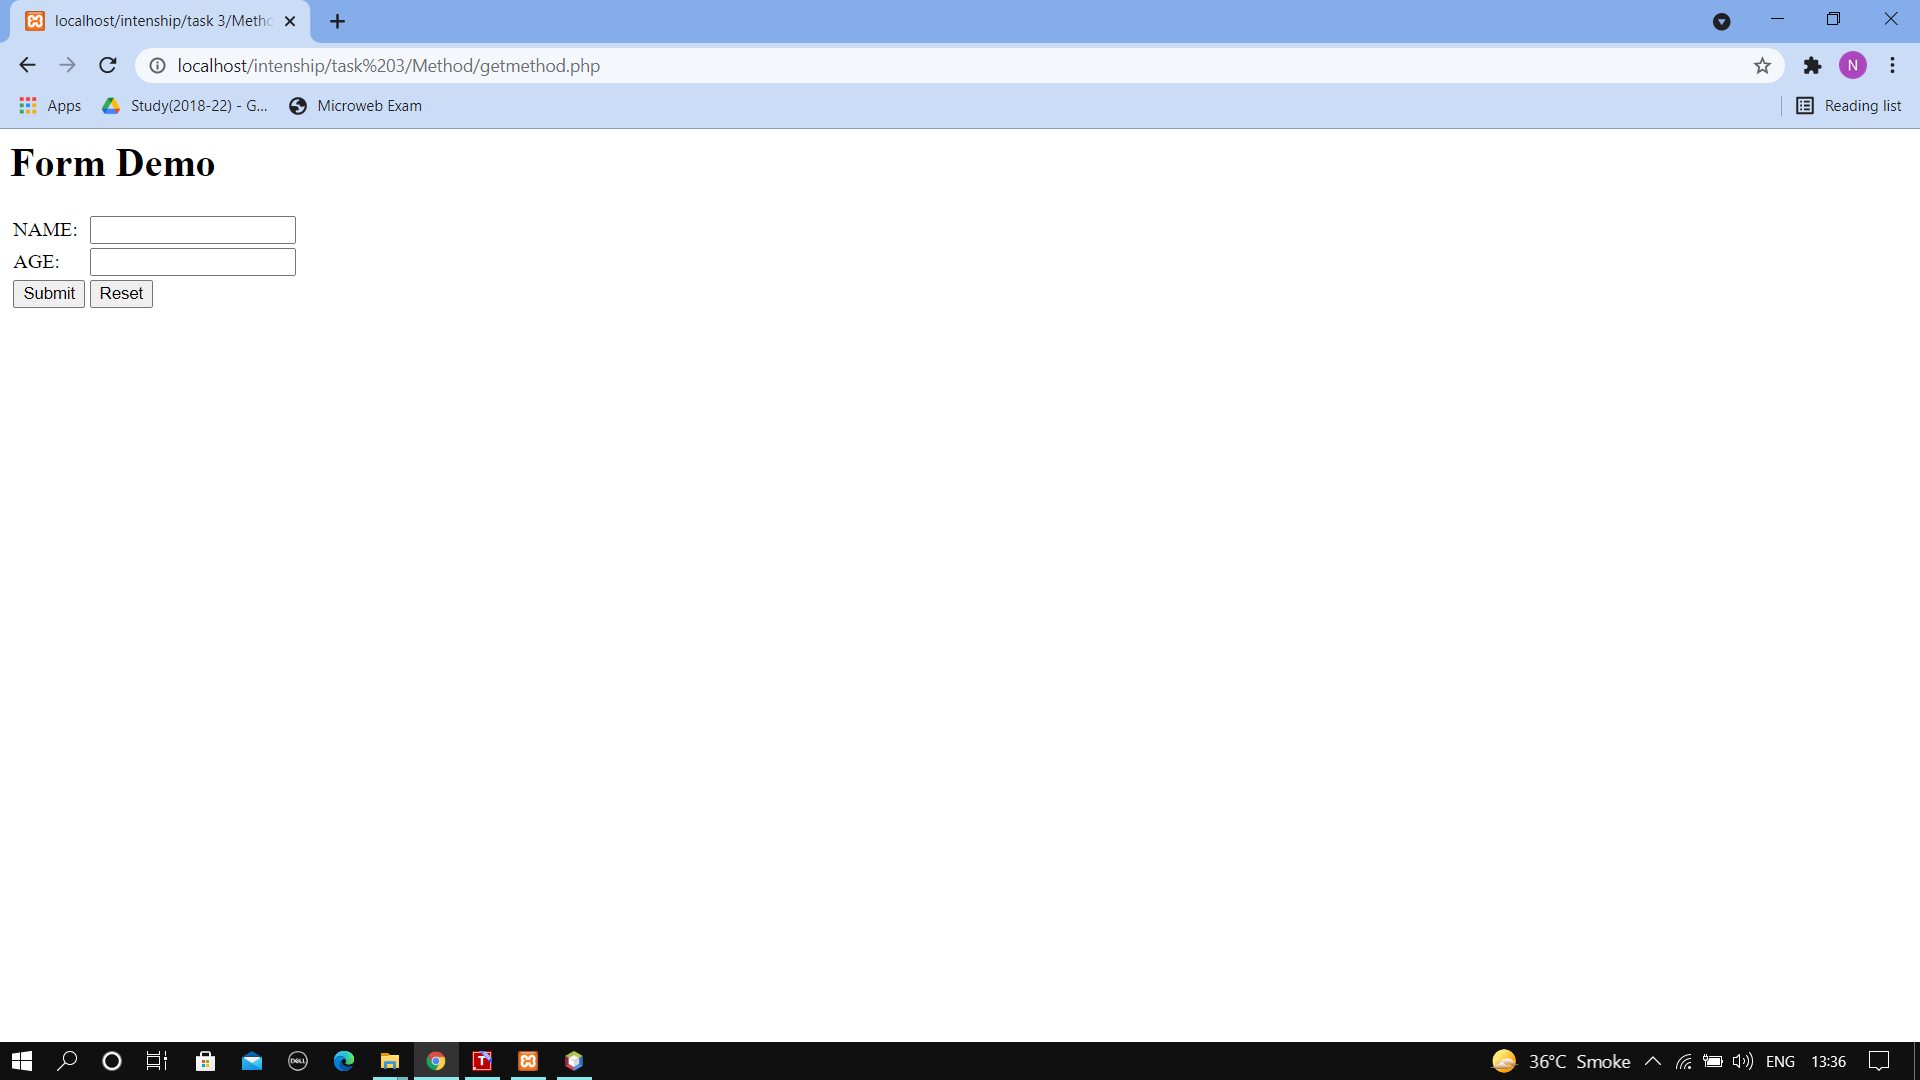 localhost/intenship/task 3/Metho
localhost/intenship/task%203/Method/getmethod.php
N
Apps
Study(2018-22) - G...
Microweb Exam
Reading list
Form Demo
NAME:
AGE:
Submit Reset
DELL
T
36°C Smoke
ENG
13:36